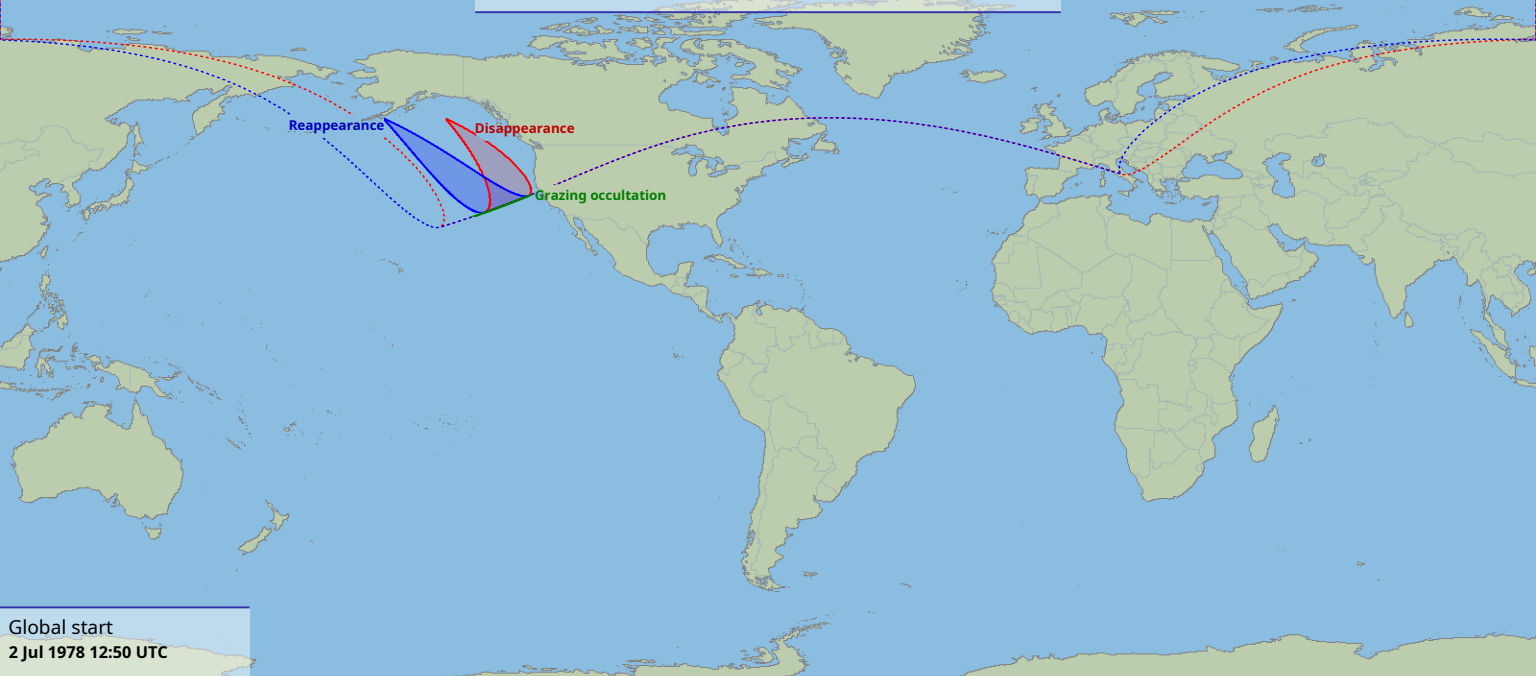 Reappearance
Disappearance
Grazing occultation
Global start
2 Jul 1978 12:50 UTC